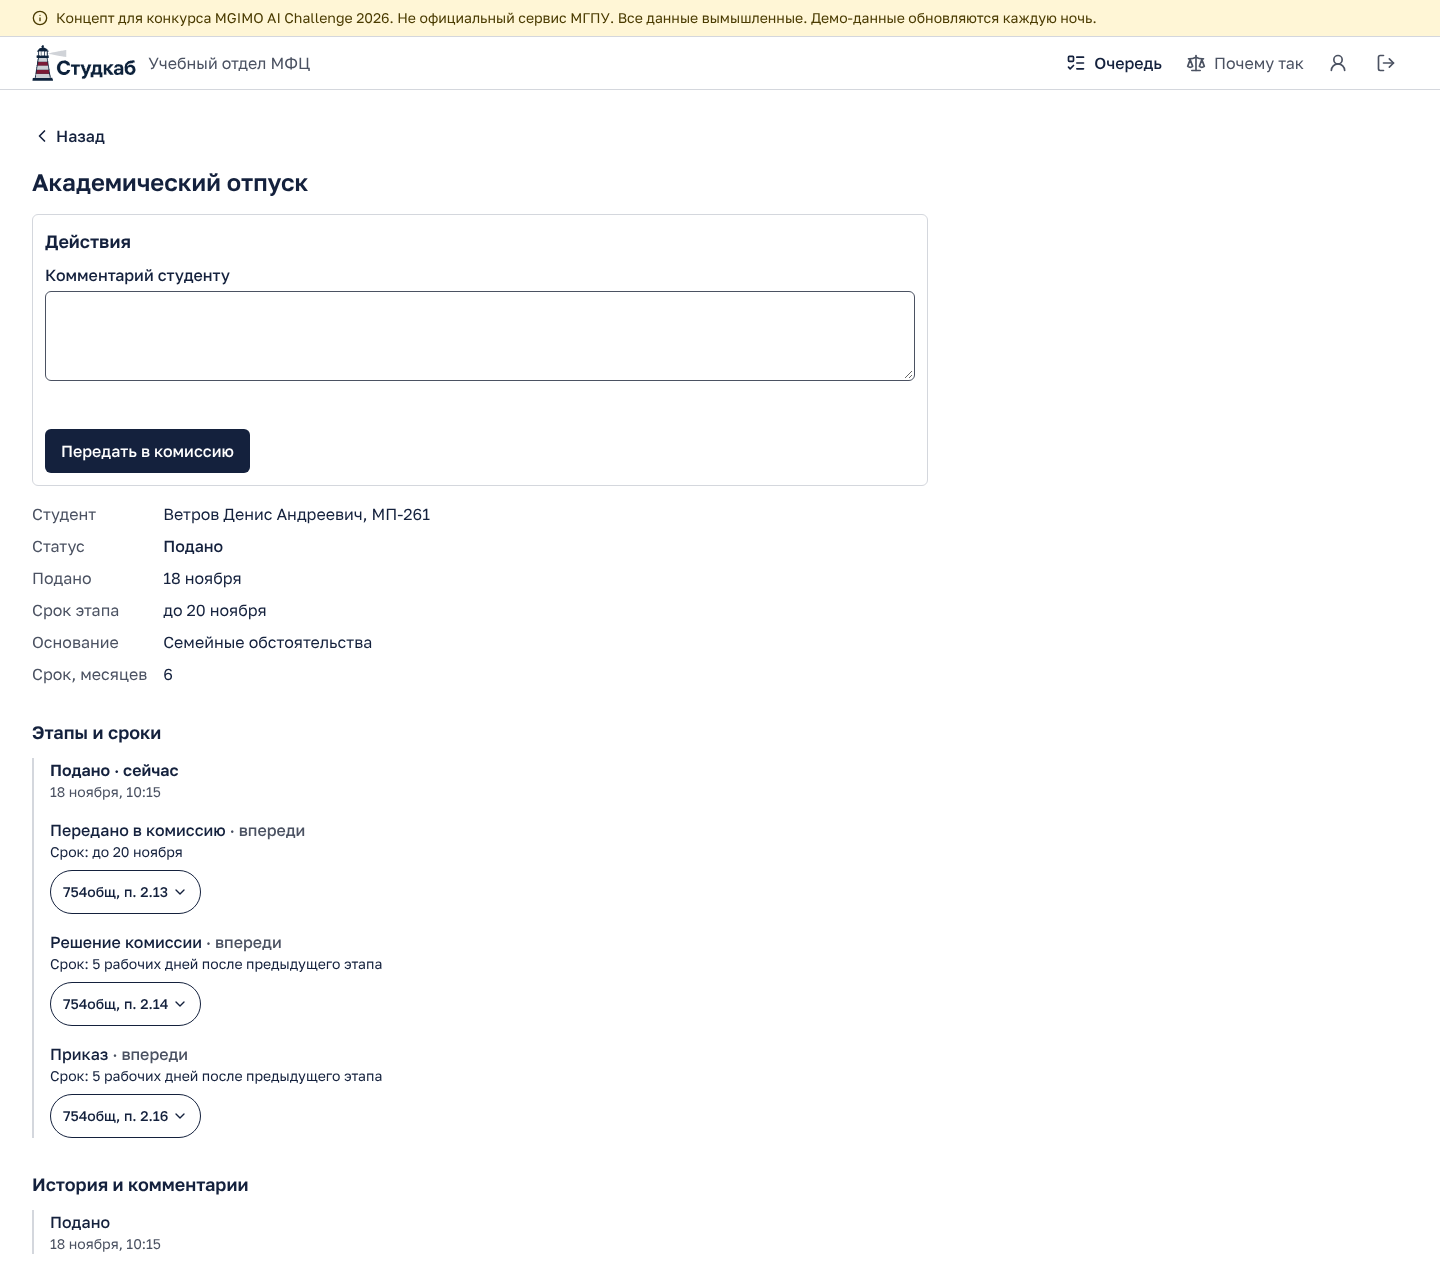 Концепт для конкурса MGIMO AI Challenge 2026. Не официальный сервис МГПУ. Все данные вымышленные. Демо-данные обновляются каждую ночь.
Студкаб Учебный отдел МФЦ Очередь Почему так
Назад
Академический отпуск
Действия
Комментарий студенту
Передать в комиссию
Студент Ветров Денис Андреевич, МП-261
Статус Подано
Подано 18 ноября
Срок этапа до 20 ноября
Основание Семейные обстоятельства
Срок, месяцев 6
Этапы и сроки
Подано · сейчас
18 ноября, 10:15
Передано в комиссию · впереди
Срок: до 20 ноября
754общ, п. 2.13
Решение комиссии · впереди
Срок: 5 рабочих дней после предыдущего этапа
754общ, п. 2.14
Приказ · впереди
Срок: 5 рабочих дней после предыдущего этапа
754общ, п. 2.16
История и комментарии
Подано
18 ноября, 10:15